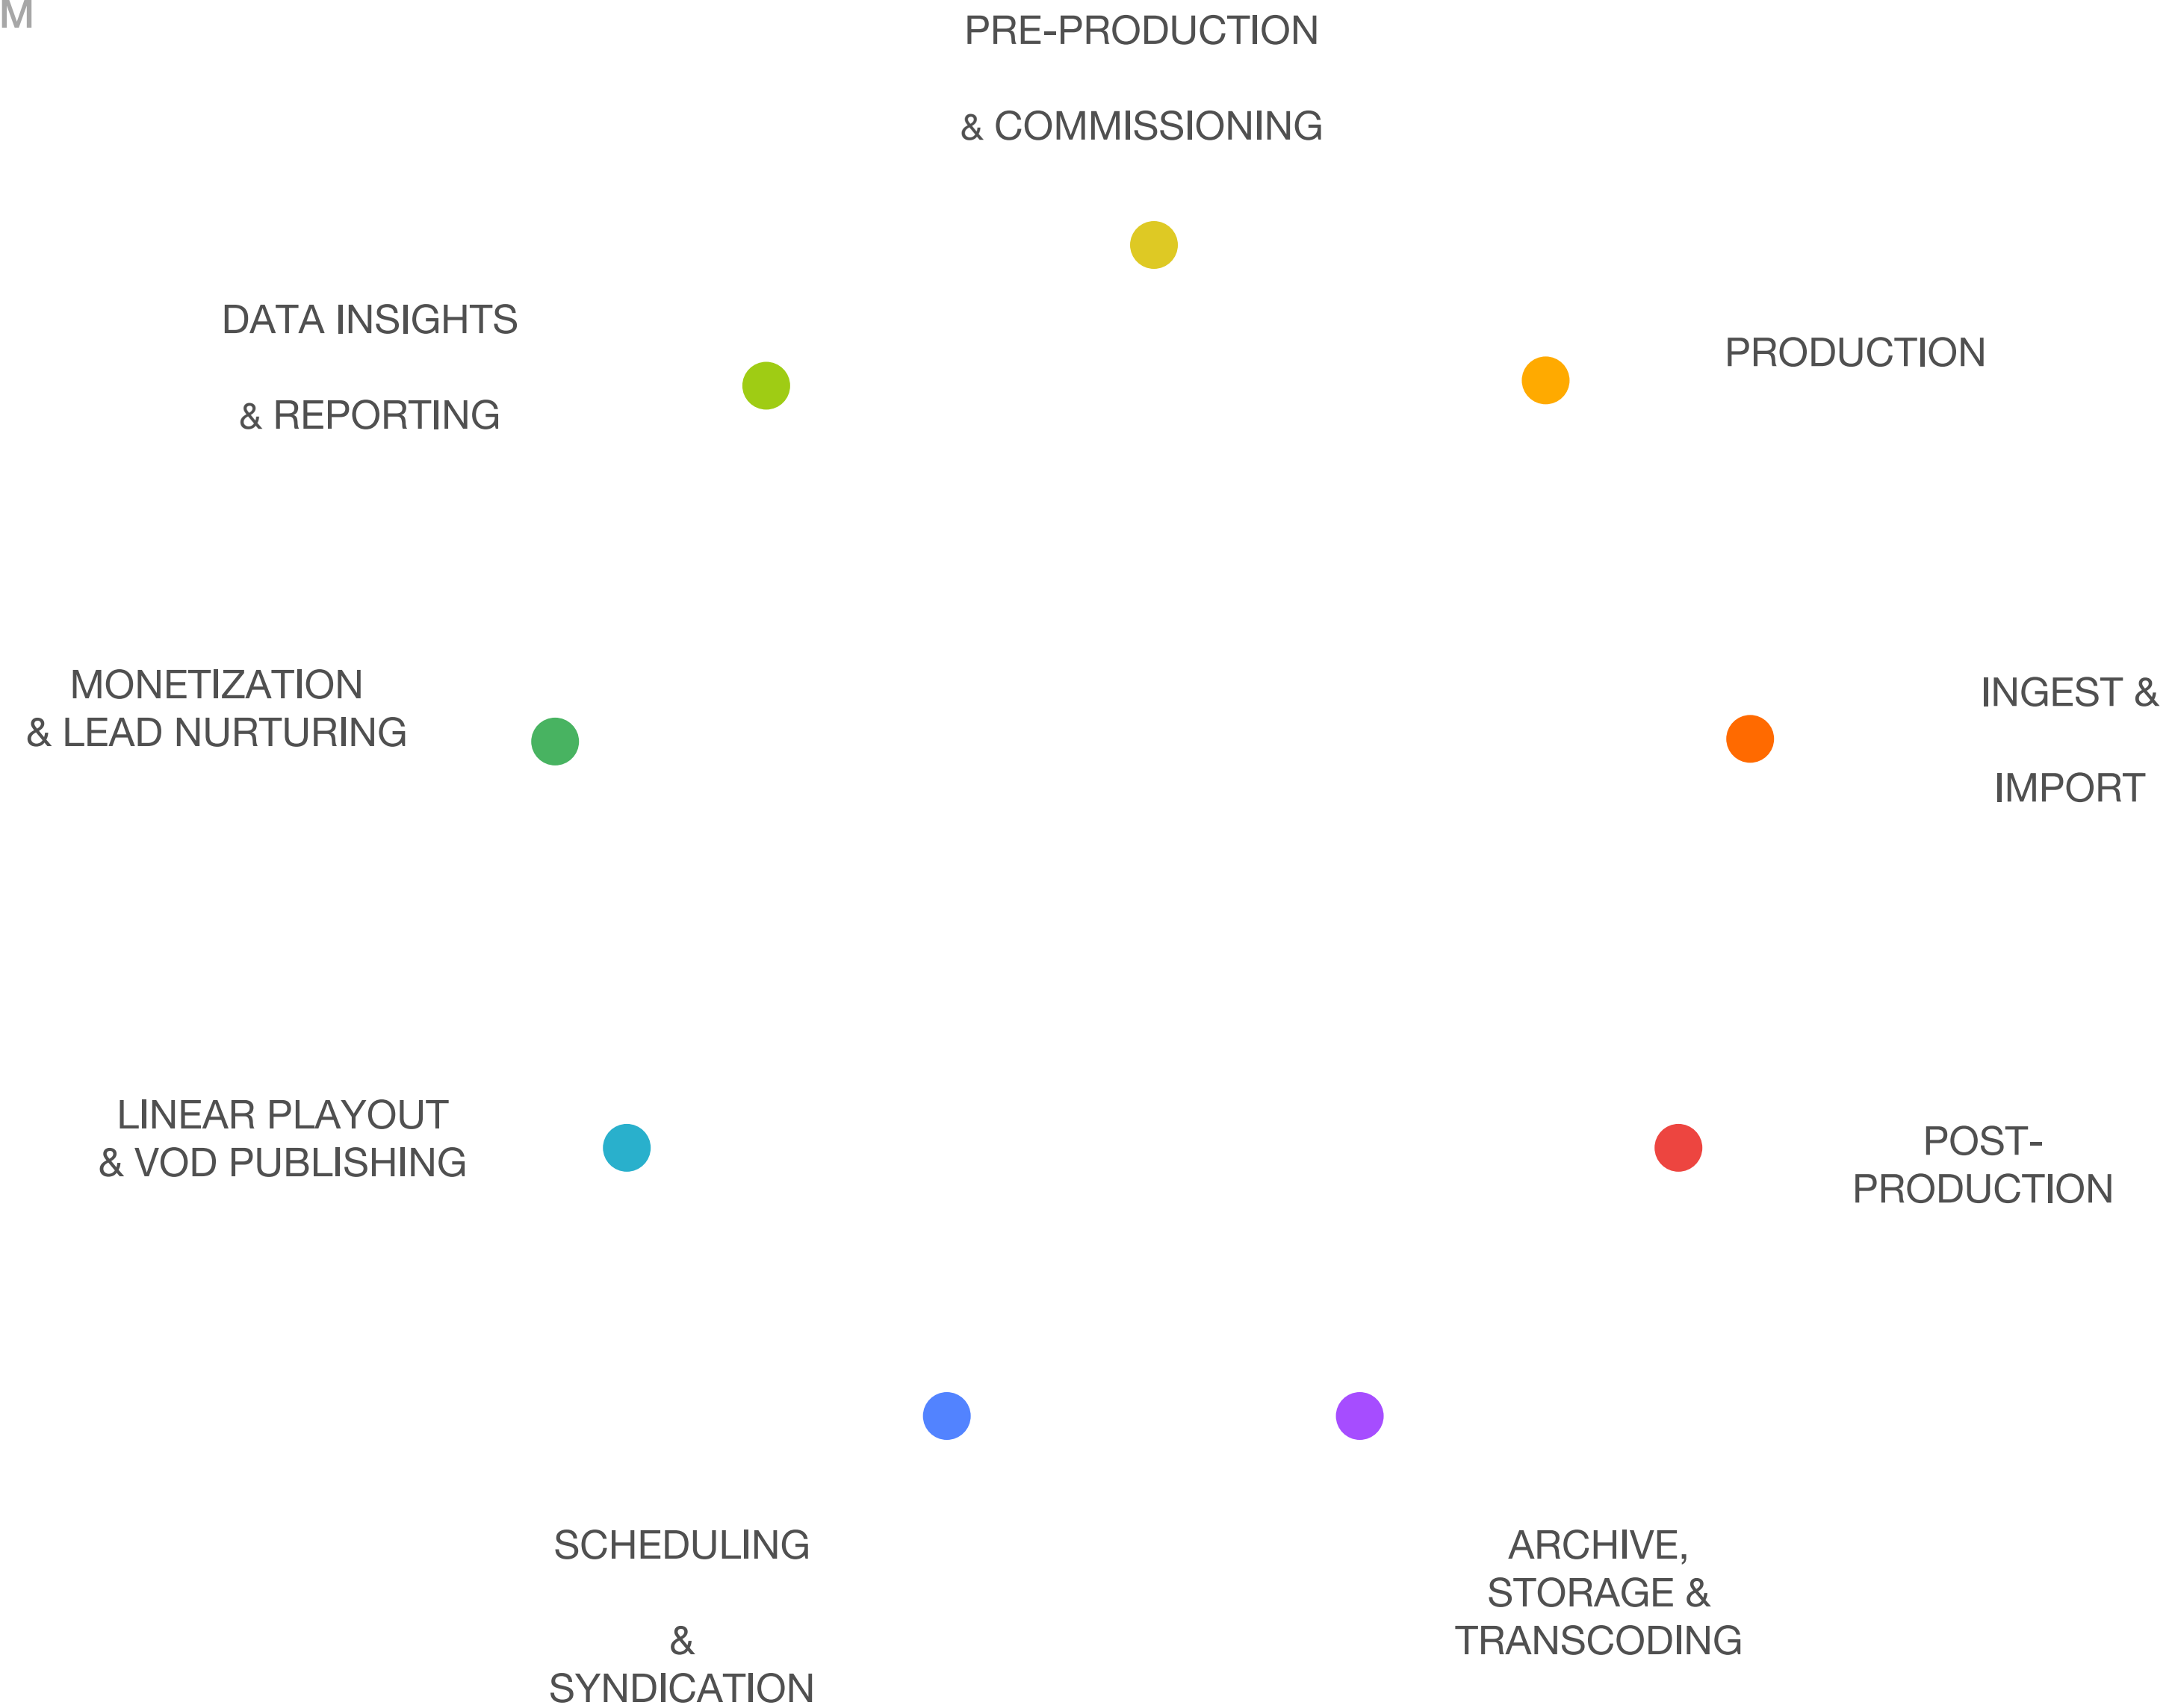 M
PRE-PRODUCTION
& COMMISSIONING
DATA INSIGHTS
& REPORTING
PRODUCTION
MONETIZATION
& LEAD NURTURING
INGEST &
IMPORT
LINEAR PLAYOUT
& VOD PUBLISHING
POST-
PRODUCTION
SCHEDULING
&
SYNDICATION
ARCHIVE,
STORAGE &
TRANSCODING